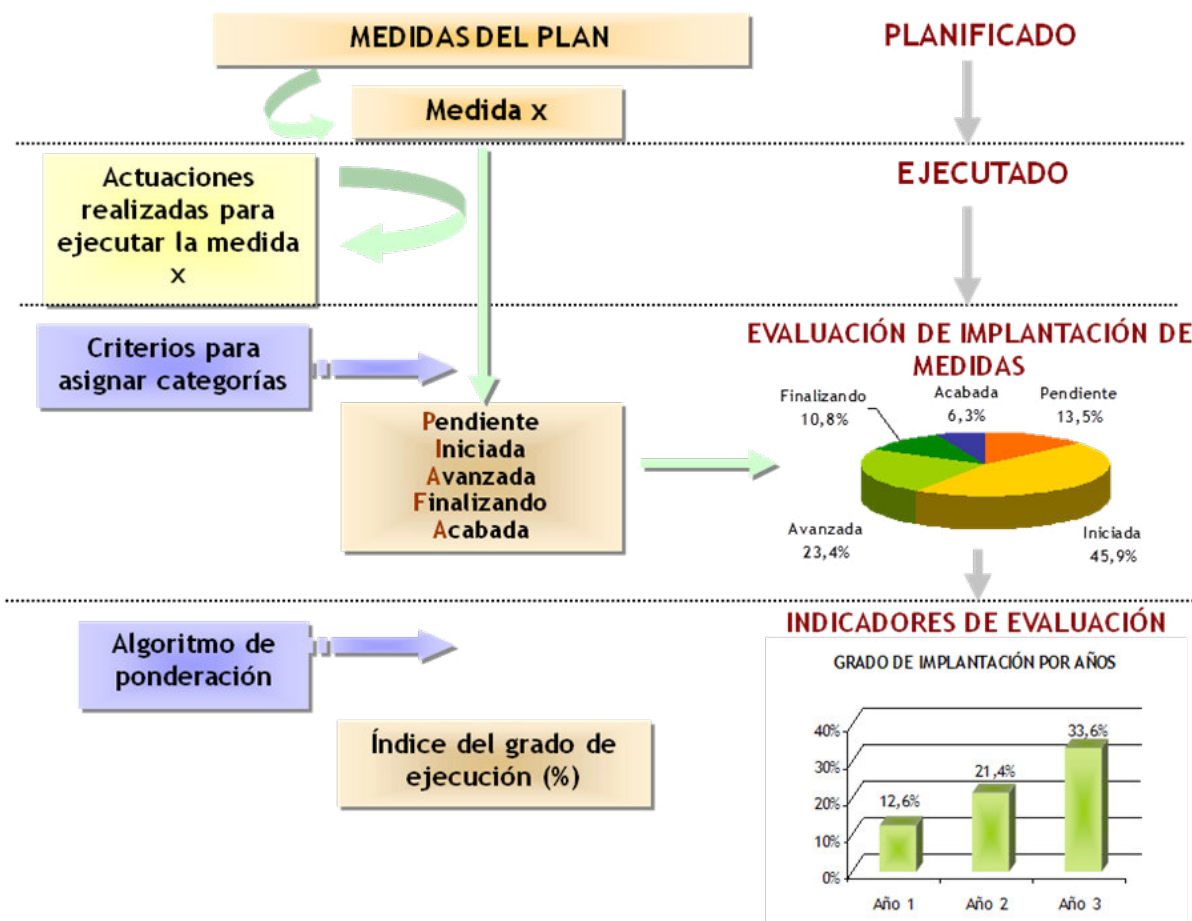 MEDIDAS DEL PLAN
PLANIFICADO
Medida x
Actuaciones
realizadas para
ejecutar la medida
x
EJECUTADO
Criterios para
asignar categorías
EVALUACIÓN DE IMPLANTACIÓN DE
MEDIDAS
Pendiente
Iniciada
Avanzada
Finalizando
Acabada
Finalizando
10,8%
Acabada
6,3%
Pendiente
13,5%
Avanzada
23,4%
Iniciada
45,9%
Algoritmo de
ponderación
Índice del grado de
ejecución (%)
INDICADORES DE EVALUACIÓN
GRADO DE IMPLANTACIÓN POR AÑOS
40%
30%
20%
10%
0%
12,6%
21,4%
33,6%
Año 1
Año 2
Año 3